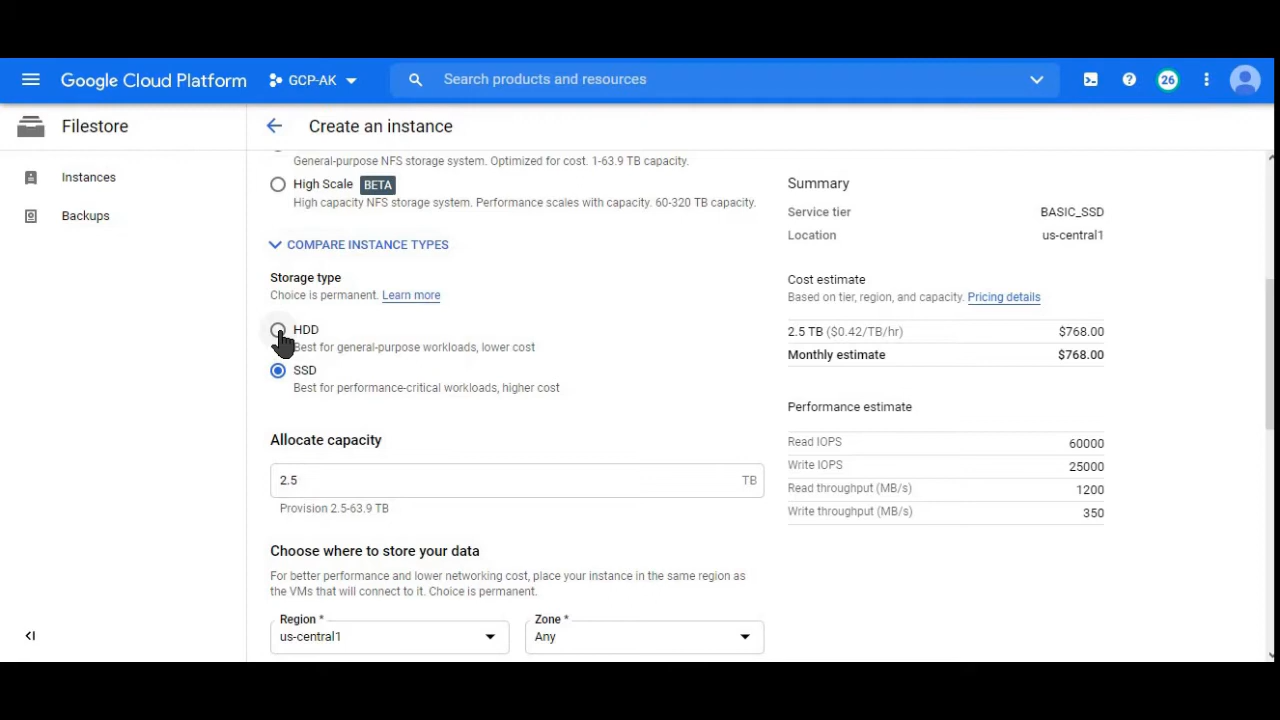 Google Cloud Platform
GCP-AK
Search products and resources
26
Filestore
Create an instance
Instances
Backups
General-purpose NFS storage system. Optimized for cost. 1-63.9 TB capacity.
High Scale BETA
High capacity NFS storage system. Performance scales with capacity. 60-320 TB capacity.
COMPARE INSTANCE TYPES
Storage type
Choice is permanent. Learn more
HDD
Best for general-purpose workloads, lower cost
SSD
Best for performance-critical workloads, higher cost
Allocate capacity
2.5 TB
Provision 2.5-63.9 TB
Choose where to store your data
For better performance and lower networking cost, place your instance in the same region as
the VMs that will connect to it. Choice is permanent.
Region *
us-central1
Zone *
Any
Summary
Service tier BASIC_SSD
Location us-central1
Cost estimate
Based on tier, region, and capacity. Pricing details
2.5 TB ($0.42/TB/hr) $768.00
Monthly estimate $768.00
Performance estimate
Read IOPS 60000
Write IOPS 25000
Read throughput (MB/s) 1200
Write throughput (MB/s) 350